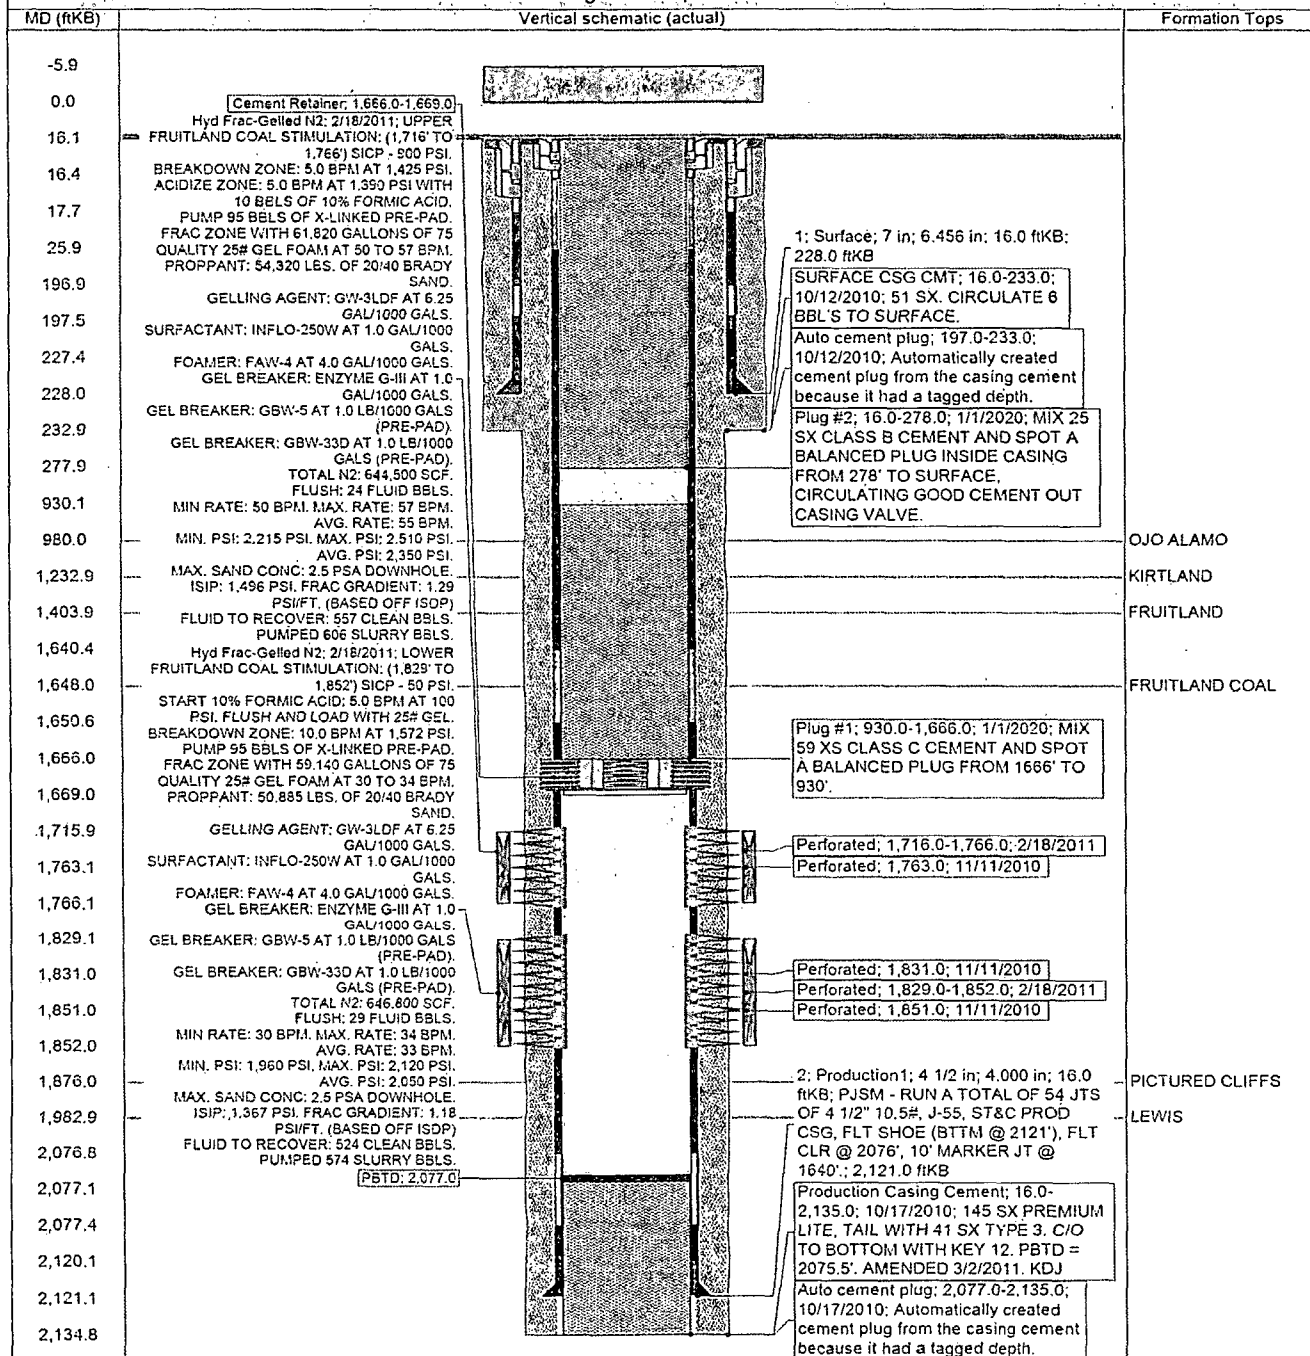 MD (ftKB)
Vertical schematic (actual)
Formation Tops
-5.9
0.0
16.1
16.4
17.7
25.9
196.9
197.5
227.4
228.0
232.9
277.9
930.1
980.0
1,232.9
1,403.9
1,640.4
1,648.0
1,650.6
1,666.0
1,669.0
1,715.9
1,763.1
1,766.1
1,829.1
1,831.0
1,851.0
1,852.0
1,876.0
1,982.9
2,076.8
2,077.1
2,077.4
2,120.1
2,121.1
2,134.8
Cement Retainer; 1,666.0-1,669.0
Hyd Frac-Gelled N2; 2/18/2011; UPPER
FRUITLAND COAL STIMULATION: (1,716' TO
1,766') SICP - 900 PSI.
BREAKDOWN ZONE: 5.0 BPM AT 1,425 PSI.
ACIDIZE ZONE: 5.0 BPM AT 1,390 PSI WITH
10 BBLS OF 10% FORMIC ACID.
PUMP 95 BBLS OF X-LINKED PRE-PAD.
FRAC ZONE WITH 61,820 GALLONS OF 75
QUALITY 25# GEL FOAM AT 50 TO 57 BPM.
PROPPANT: 54,320 LBS. OF 20/40 BRADY
SAND.
GELLING AGENT: GW-3LDF AT 6.25
GAL/1000 GALS.
SURFACTANT: INFLO-250W AT 1.0 GAL/1000
GALS.
FOAMER: FAW-4 AT 4.0 GAL/1000 GALS.
GEL BREAKER: ENZYME G-III AT 1.0
GAL/1000 GALS.
GEL BREAKER: GBW-5 AT 1.0 LB/1000 GALS
(PRE-PAD).
GEL BREAKER: GBW-33D AT 1.0 LB/1000
GALS (PRE-PAD).
TOTAL N2: 644,500 SCF.
FLUSH: 24 FLUID BBLS.
MIN RATE: 50 BPM. MAX. RATE: 57 BPM.
AVG. RATE: 55 BPM.
MIN. PSI: 2,215 PSI. MAX. PSI: 2,510 PSI.
AVG. PSI: 2,350 PSI.
MAX. SAND CONC: 2.5 PSA DOWNHOLE.
ISIP: 1,496 PSI. FRAC GRADIENT: 1.29
PSI/FT. (BASED OFF ISDP)
FLUID TO RECOVER: 557 CLEAN BBLS.
PUMPED 606 SLURRY BBLS.
Hyd Frac-Gelled N2; 2/18/2011; LOWER
FRUITLAND COAL STIMULATION: (1,829' TO
1,852') SICP - 50 PSI.
START 10% FORMIC ACID: 5.0 BPM AT 100
PSI. FLUSH AND LOAD WITH 25# GEL.
BREAKDOWN ZONE: 10.0 BPM AT 1,572 PSI.
PUMP 95 BBLS OF X-LINKED PRE-PAD.
FRAC ZONE WITH 59,140 GALLONS OF 75
QUALITY 25# GEL FOAM AT 30 TO 34 BPM.
PROPPANT: 50,885 LBS. OF 20/40 BRADY
SAND.
GELLING AGENT: GW-3LDF AT 6.25
GAL/1000 GALS.
SURFACTANT: INFLO-250W AT 1.0 GAL/1000
GALS.
FOAMER: FAW-4 AT 4.0 GAL/1000 GALS.
GEL BREAKER: ENZYME G-III AT 1.0
GAL/1000 GALS.
GEL BREAKER: GBW-5 AT 1.0 LB/1000 GALS
(PRE-PAD).
GEL BREAKER: GBW-33D AT 1.0 LB/1000
GALS (PRE-PAD).
TOTAL N2: 646,800 SCF.
FLUSH: 29 FLUID BBLS.
MIN RATE: 30 BPM. MAX. RATE: 34 BPM.
AVG. RATE: 33 BPM.
MIN. PSI: 1,960 PSI. MAX. PSI: 2,120 PSI.
AVG. PSI: 2,050 PSI.
MAX. SAND CONC: 2.5 PSA DOWNHOLE.
ISIP: 1,367 PSI. FRAC GRADIENT: 1.18
PSI/FT. (BASED OFF ISDP)
FLUID TO RECOVER: 524 CLEAN BBLS.
PUMPED 574 SLURRY BBLS.
PBTD; 2,077.0
1; Surface; 7 in; 6.456 in; 16.0 ftKB;
228.0 ftKB
SURFACE CSG CMT; 16.0-233.0;
10/12/2010; 51 SX. CIRCULATE 6
BBL'S TO SURFACE.
Auto cement plug; 197.0-233.0;
10/12/2010; Automatically created
cement plug from the casing cement
because it had a tagged depth.
Plug #2; 16.0-278.0; 1/1/2020; MIX 25
SX CLASS B CEMENT AND SPOT A
BALANCED PLUG INSIDE CASING
FROM 278' TO SURFACE,
CIRCULATING GOOD CEMENT OUT
CASING VALVE.
Plug #1; 930.0-1,666.0; 1/1/2020; MIX
59 XS CLASS C CEMENT AND SPOT
A BALANCED PLUG FROM 1666' TO
930'.
Perforated; 1,716.0-1,766.0; 2/18/2011
Perforated; 1,763.0; 11/11/2010
Perforated; 1,831.0; 11/11/2010
Perforated; 1,829.0-1,852.0; 2/18/2011
Perforated; 1,851.0; 11/11/2010
2; Production1; 4 1/2 in; 4.000 in; 16.0
ftKB; PJSM - RUN A TOTAL OF 54 JTS
OF 4 1/2" 10.5#, J-55, ST&C PROD
CSG, FLT SHOE (BTTM @ 2121'), FLT
CLR @ 2076', 10' MARKER JT @
1640'.; 2,121.0 ftKB
Production Casing Cement; 16.0-
2,135.0; 10/17/2010; 145 SX PREMIUM
LITE, TAIL WITH 41 SX TYPE 3. C/O
TO BOTTOM WITH KEY 12. PBTD =
2075.5'. AMENDED 3/2/2011. KDJ
Auto cement plug; 2,077.0-2,135.0;
10/17/2010; Automatically created
cement plug from the casing cement
because it had a tagged depth.
OJO ALAMO
KIRTLAND
FRUITLAND
FRUITLAND COAL
PICTURED CLIFFS
LEWIS